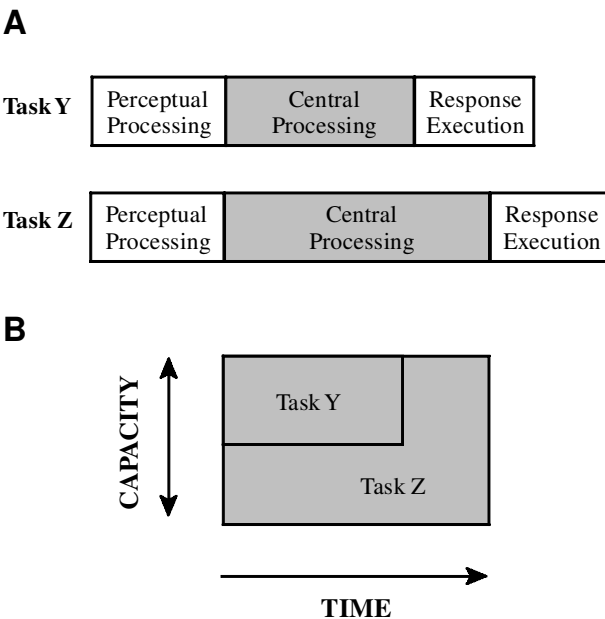 A
Task Y
Perceptual
Processing
Central
Processing
Response
Execution
Task Z
Perceptual
Processing
Central
Processing
Response
Execution
B
CAPACITY
Task Y
Task Z
TIME